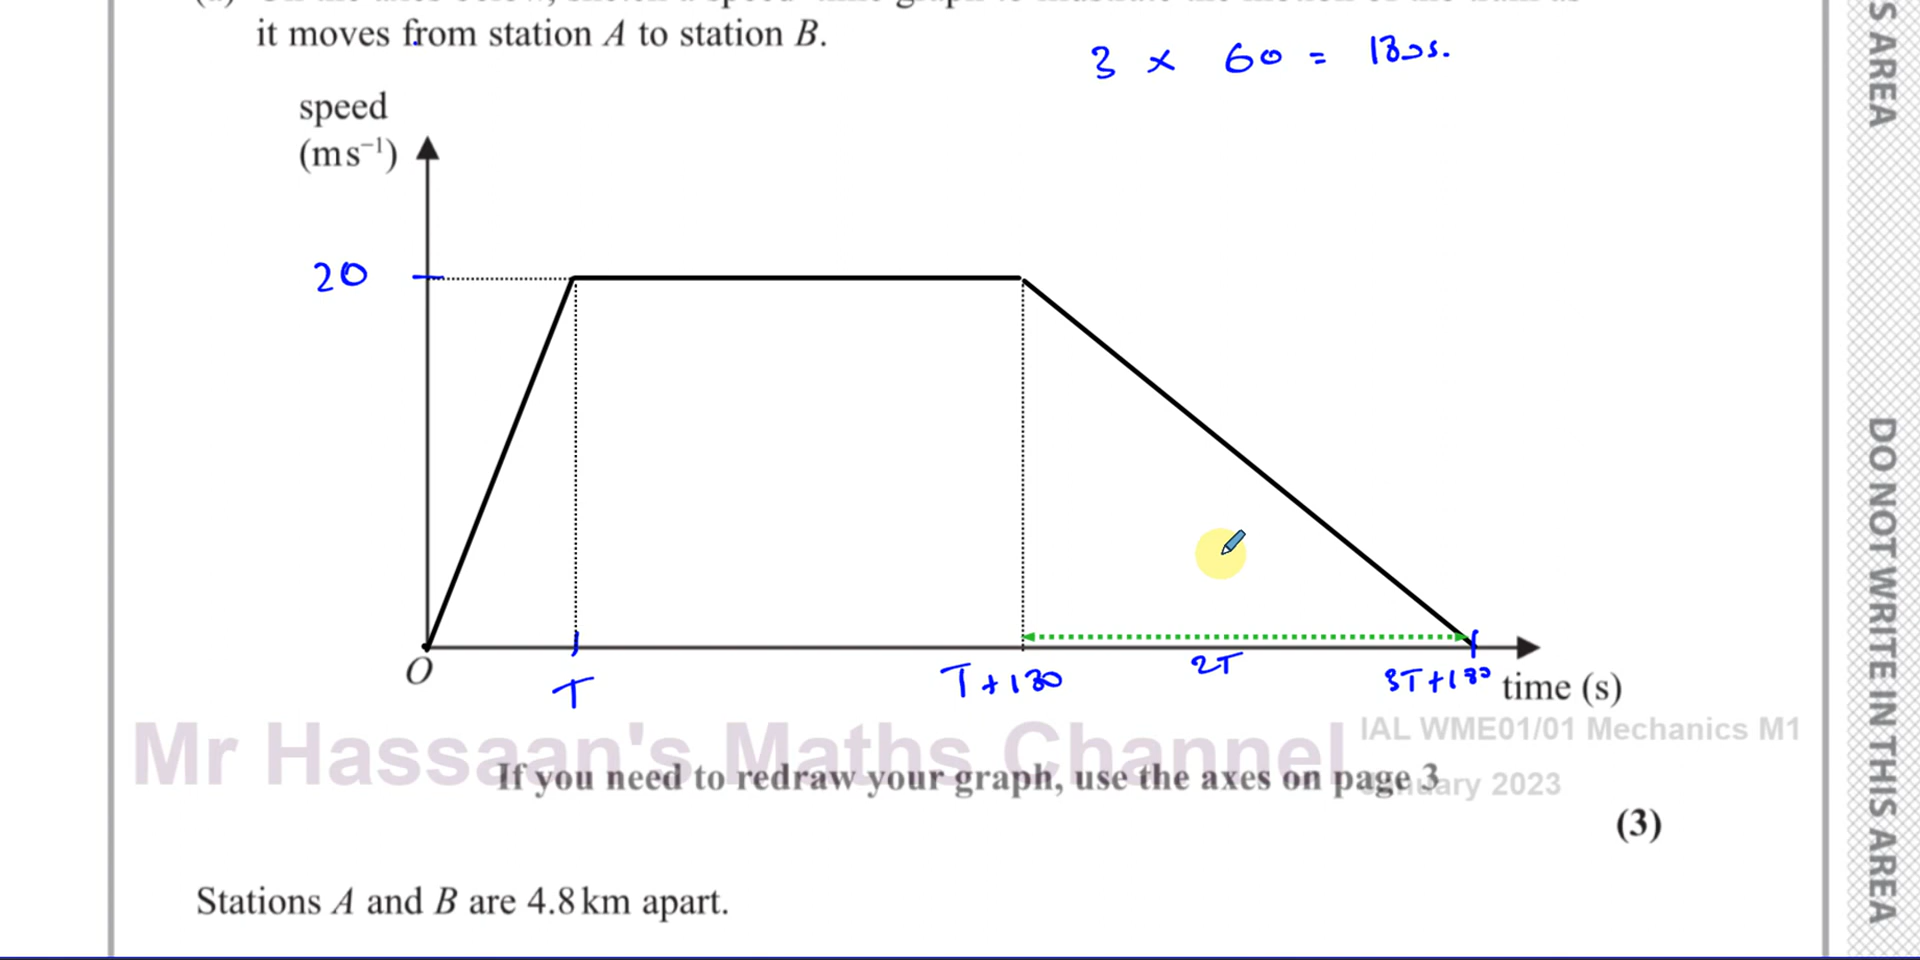 it moves from station A to station B.
3 × 60 = 180s.
speed
(m s⁻¹)
20
O
T
T+180
2T
3T+180
time (s)
Mr Hassaan's Maths Channel
IAL WME01/01 Mechanics M1
If you need to redraw your graph, use the axes on page 3
2023
(3)
Stations A and B are 4.8 km apart.
S AREA
DO NOT WRITE IN THIS AREA